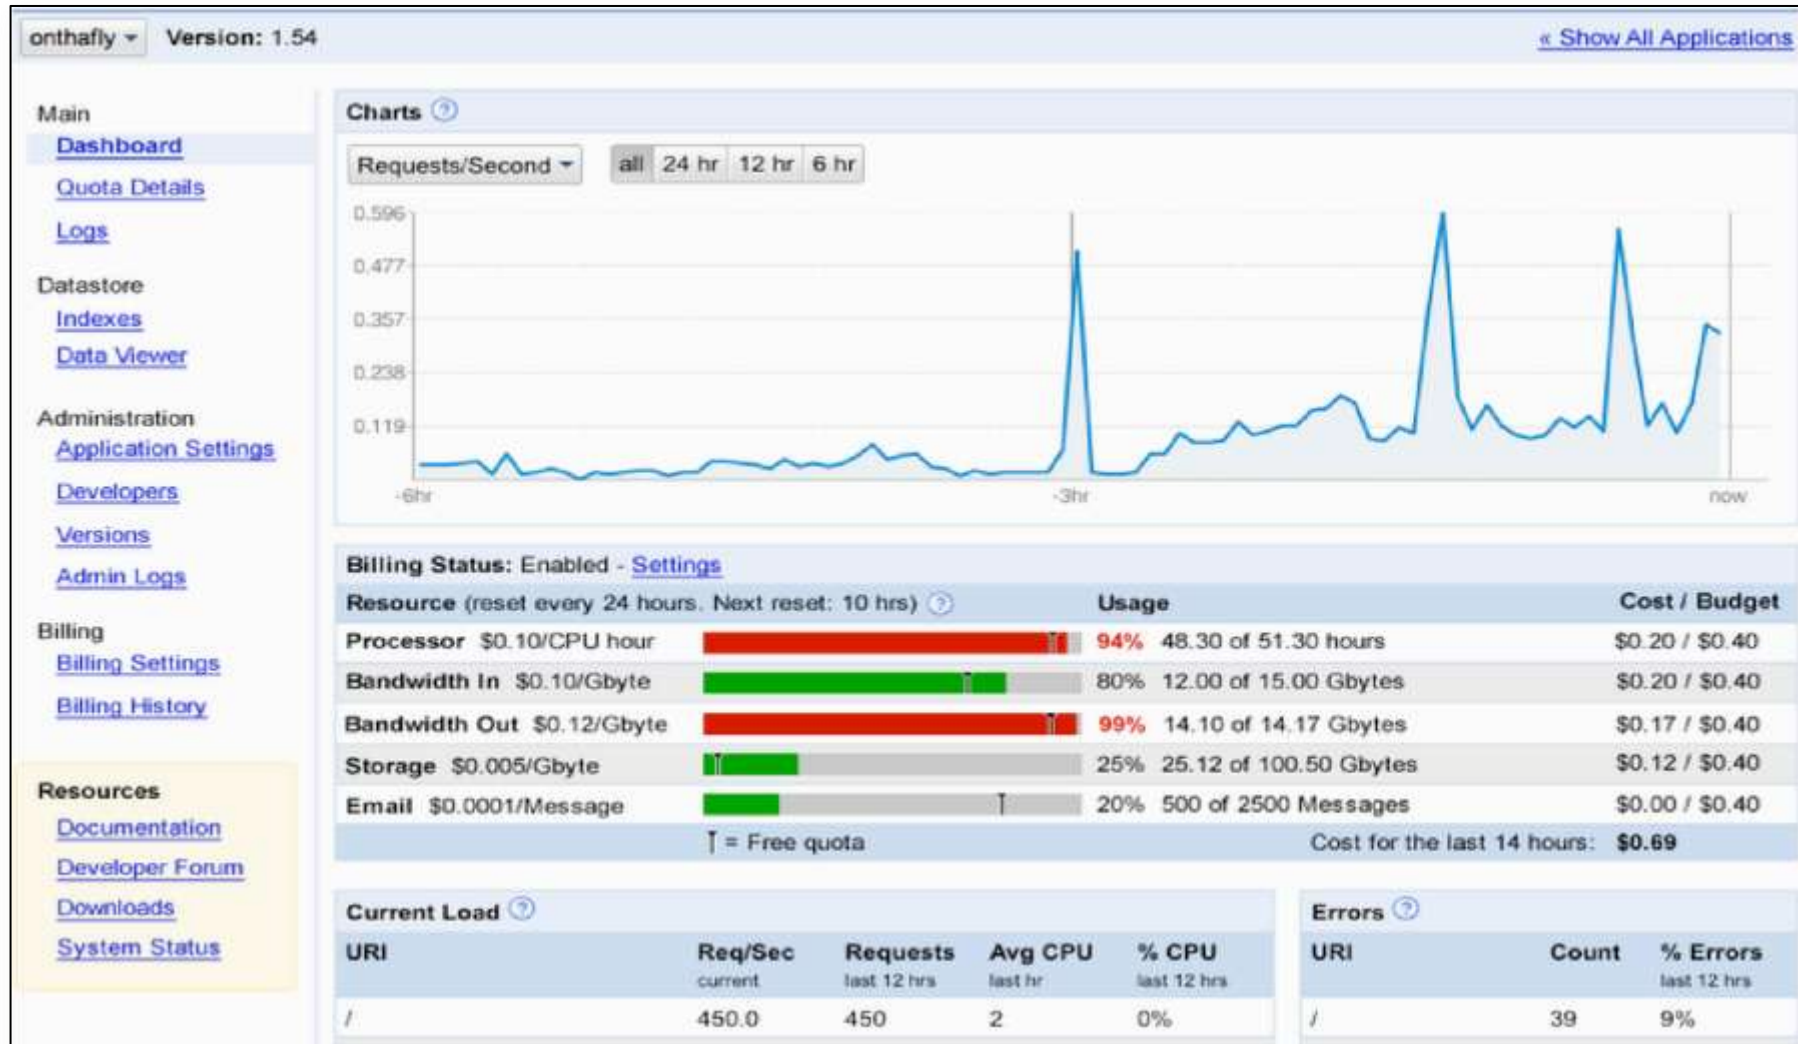 onthafly Version: 1.54 « Show All Applications
Main
Dashboard
Quota Details
Logs
Datastore
Indexes
Data Viewer
Administration
Application Settings
Developers
Versions
Admin Logs
Billing
Billing Settings
Billing History
Resources
Documentation
Developer Forum
Downloads
System Status
Charts ?
Requests/Second all 24 hr 12 hr 6 hr
0.596
0.477
0.357
0.238
0.119
-6hr -3hr now
Billing Status: Enabled - Settings
Resource (reset every 24 hours. Next reset: 10 hrs) ? Usage Cost / Budget
Processor $0.10/CPU hour 94% 48.30 of 51.30 hours $0.20 / $0.40
Bandwidth In $0.10/Gbyte 80% 12.00 of 15.00 Gbytes $0.20 / $0.40
Bandwidth Out $0.12/Gbyte 99% 14.10 of 14.17 Gbytes $0.17 / $0.40
Storage $0.005/Gbyte 25% 25.12 of 100.50 Gbytes $0.12 / $0.40
Email $0.0001/Message 20% 500 of 2500 Messages $0.00 / $0.40
= Free quota Cost for the last 14 hours: $0.69
Current Load ?
URI Req/Sec Requests Avg CPU % CPU
current last 12 hrs last hr last 12 hrs
/ 450.0 450 2 0%
Errors ?
URI Count % Errors
last 12 hrs
/ 39 9%